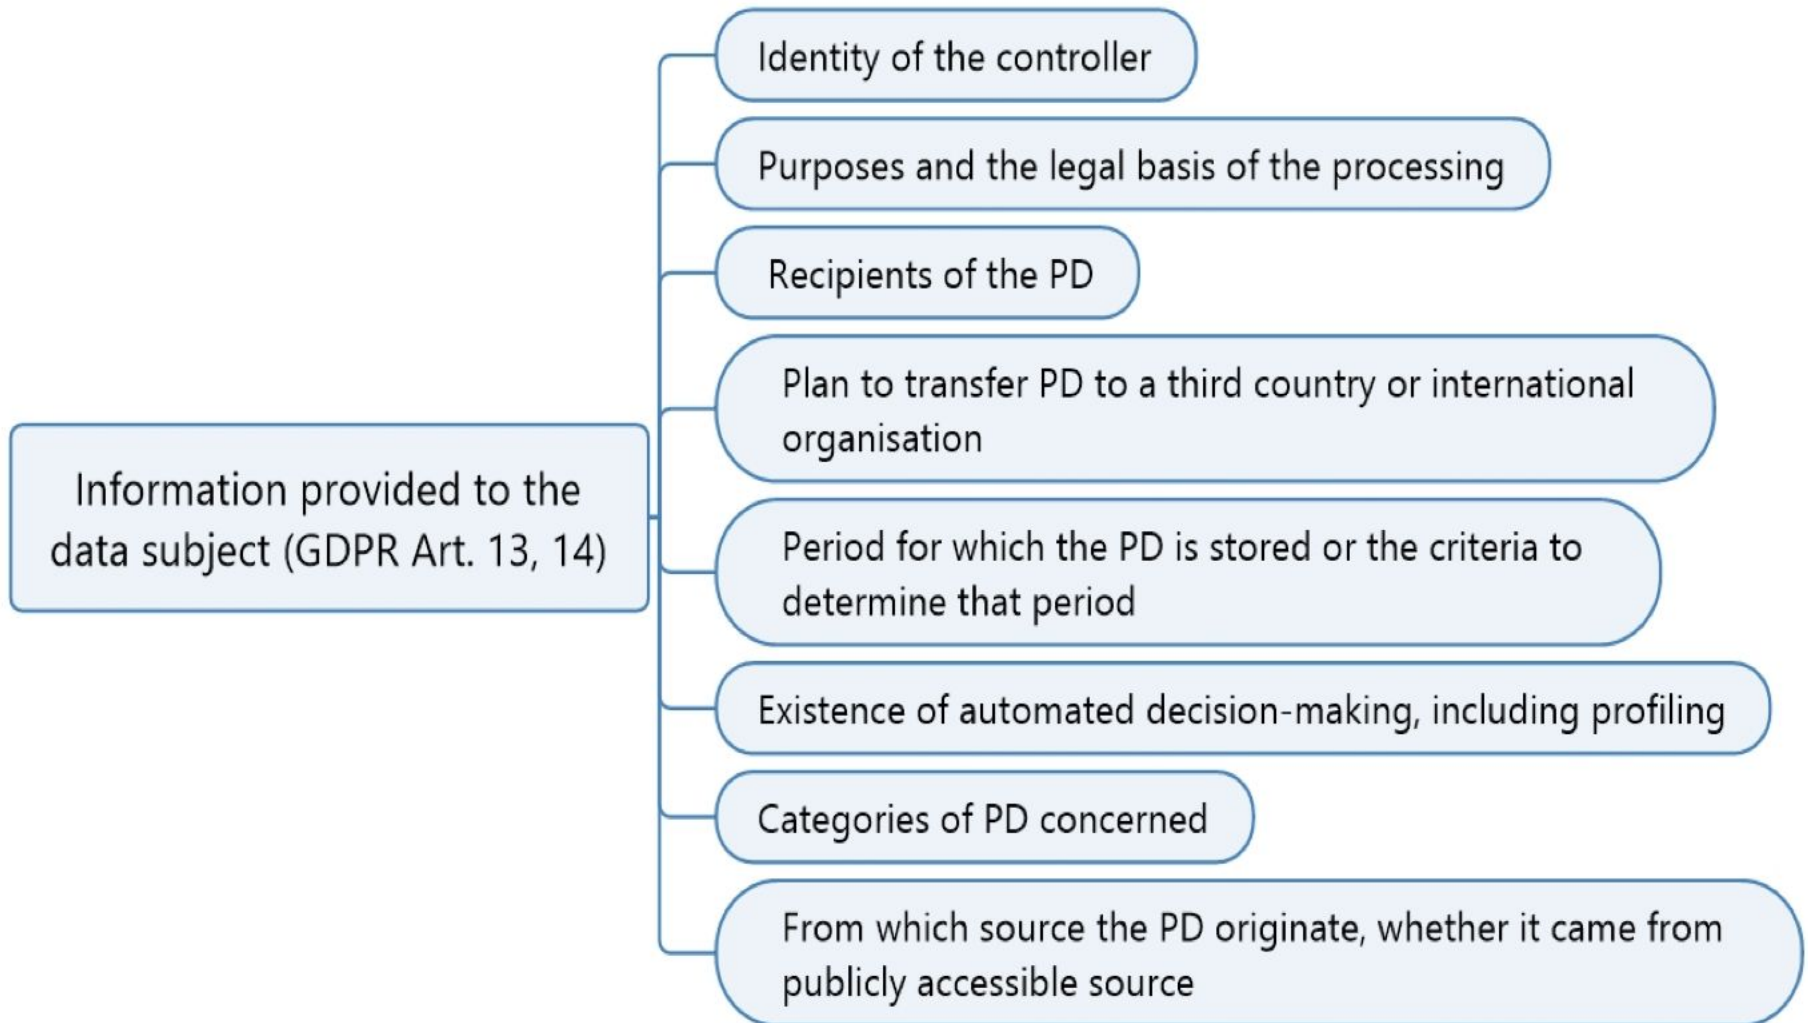 Identity of the controller
Purposes and the legal basis of the processing
Recipients of the PD
Plan to transfer PD to a third country or international
organisation
Information provided to the
data subject (GDPR Art. 13, 14)
Period for which the PD is stored or the criteria to
determine that period
Existence of automated decision-making, including profiling
Categories of PD concerned
From which source the PD originate, whether it came from
publicly accessible source